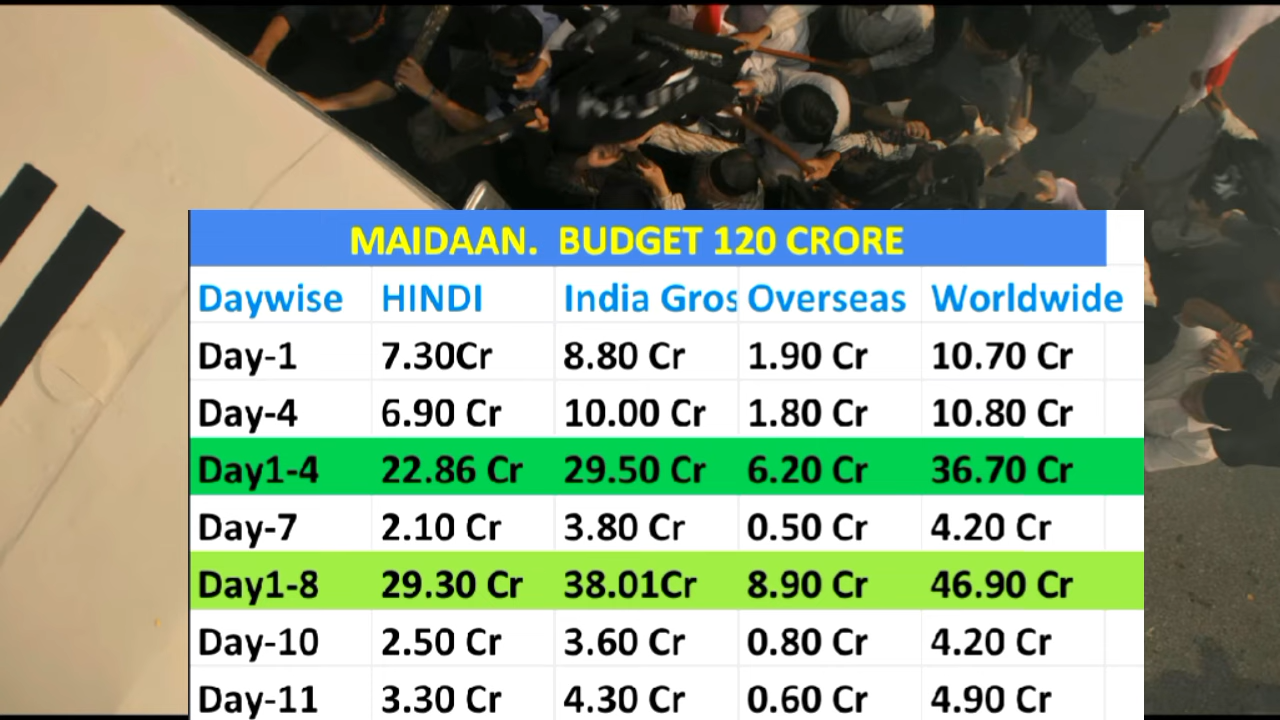 MAIDAAN. BUDGET 120 CRORE
Daywise HINDI India Gros Overseas Worldwide
Day-1 7.30Cr 8.80 Cr 1.90 Cr 10.70 Cr
Day-4 6.90 Cr 10.00 Cr 1.80 Cr 10.80 Cr
Day1-4 22.86 Cr 29.50 Cr 6.20 Cr 36.70 Cr
Day-7 2.10 Cr 3.80 Cr 0.50 Cr 4.20 Cr
Day1-8 29.30 Cr 38.01Cr 8.90 Cr 46.90 Cr
Day-10 2.50 Cr 3.60 Cr 0.80 Cr 4.20 Cr
Day-11 3.30 Cr 4.30 Cr 0.60 Cr 4.90 Cr